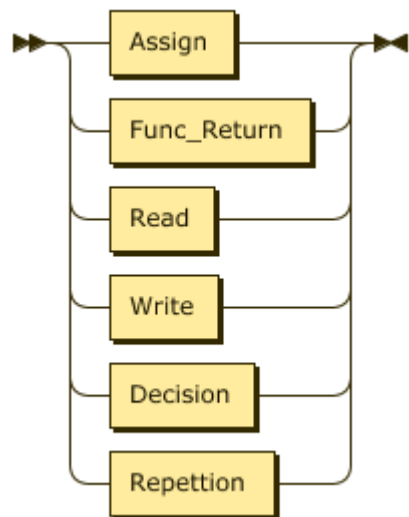 Assign
Func_Return
Read
Write
Decision
Repettion